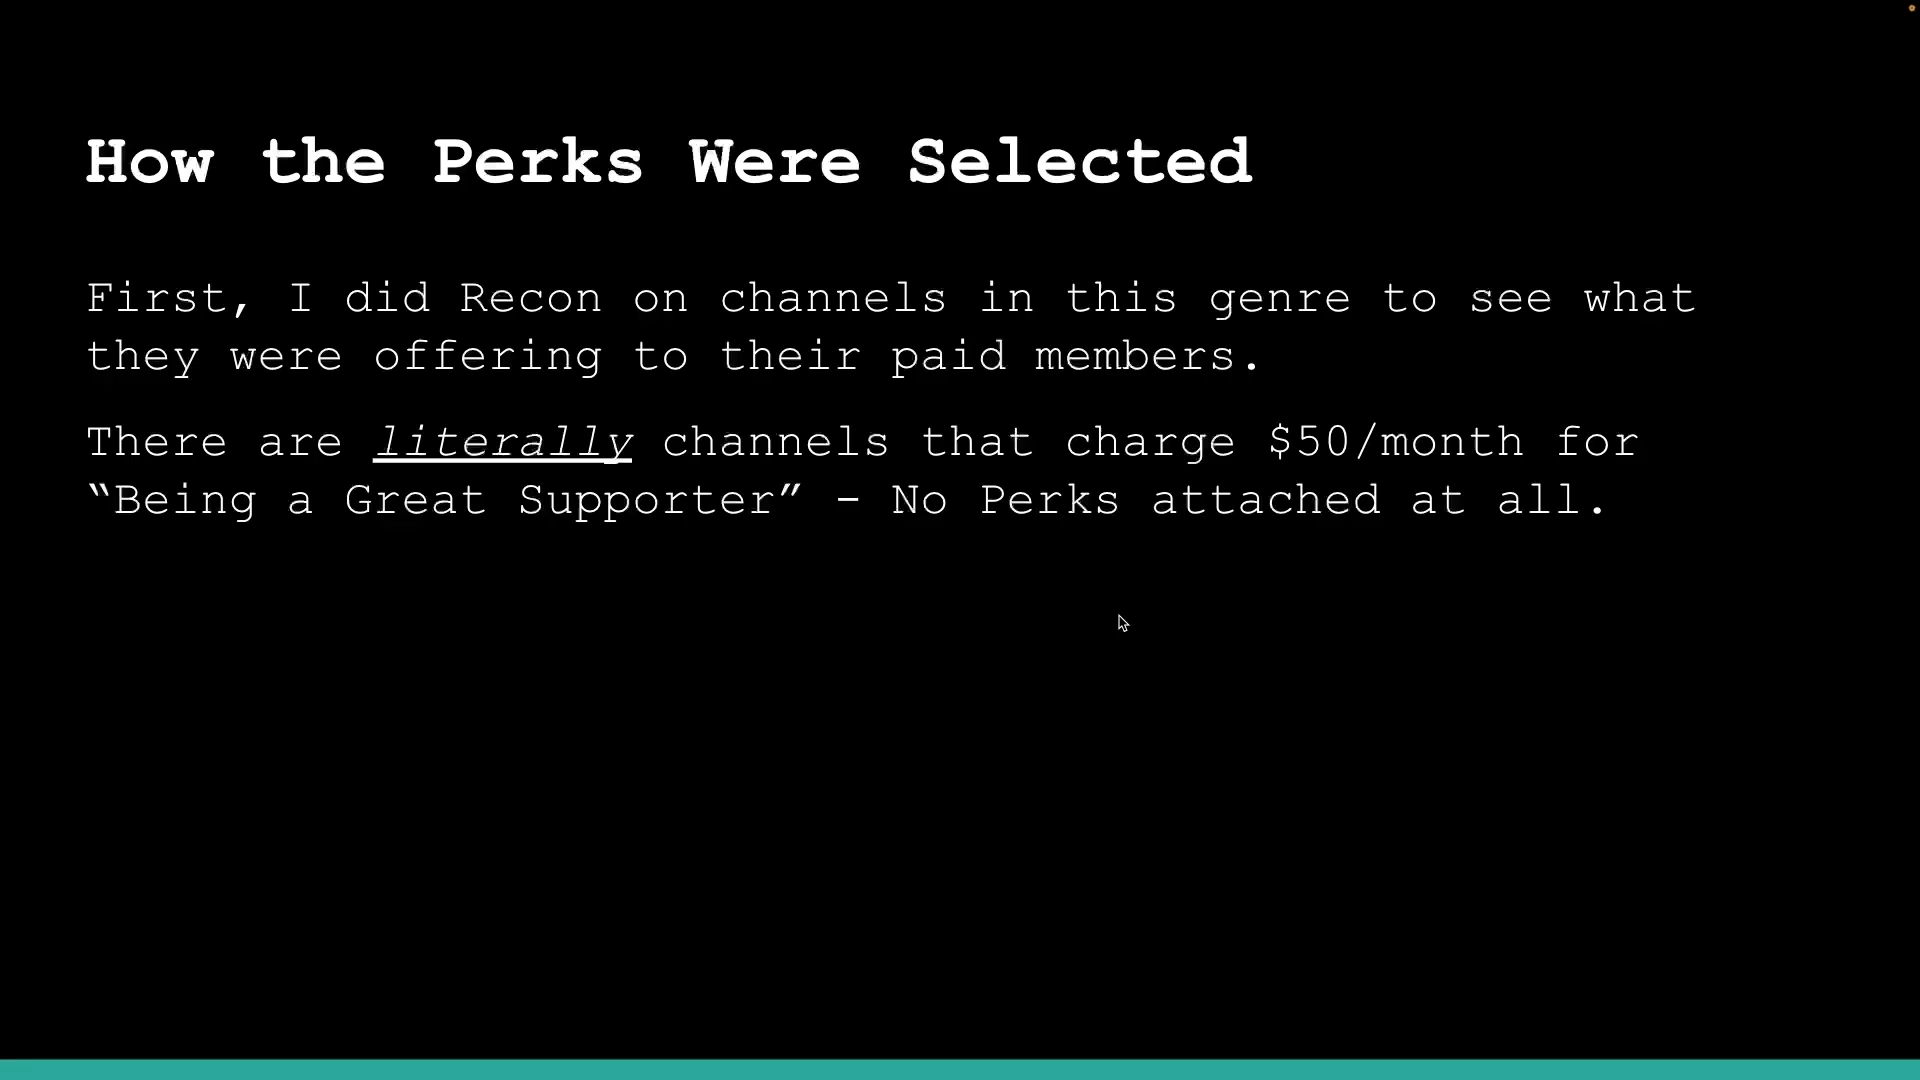 How the Perks Were Selected
First, I did Recon on channels in this genre to see what
they were offering to their paid members.
There are literally channels that charge $50/month for
“Being a Great Supporter” - No Perks attached at all.